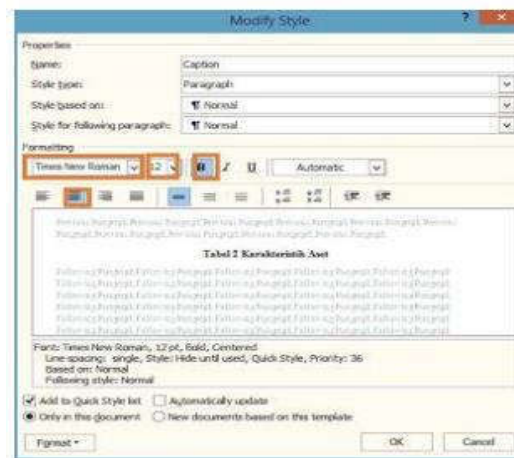 Modify Style
?
Properties
Name: Caption
Style type: Paragraph
Style based on: ¶ Normal
Style for following paragraph: ¶ Normal
Formatting
Times New Roman 12 B I U Automatic
Tabel 2 Karakteristik Aset
Font: Times New Roman, 12 pt, Bold, Centered
Line spacing: single, Style: Hide until used, Quick Style, Priority: 36
Based on: Normal
Following style: Normal
Add to Quick Style list Automatically update
Only in this document New documents based on this template
Format OK Cancel